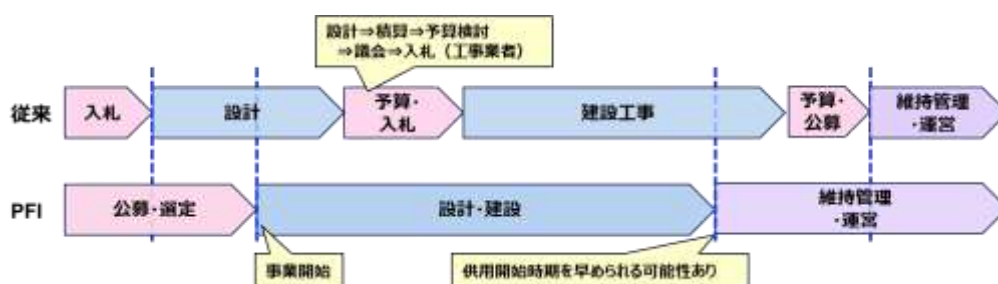 設計⇒積算⇒予算検討
⇒議会⇒入札（工事業者）
従来
入札
設計
予算・
入札
建設工事
予算・
公募
維持管理
・運営
PFI
公募・選定
設計・建設
維持管理
・運営
事業開始
供用開始時期を早められる可能性あり